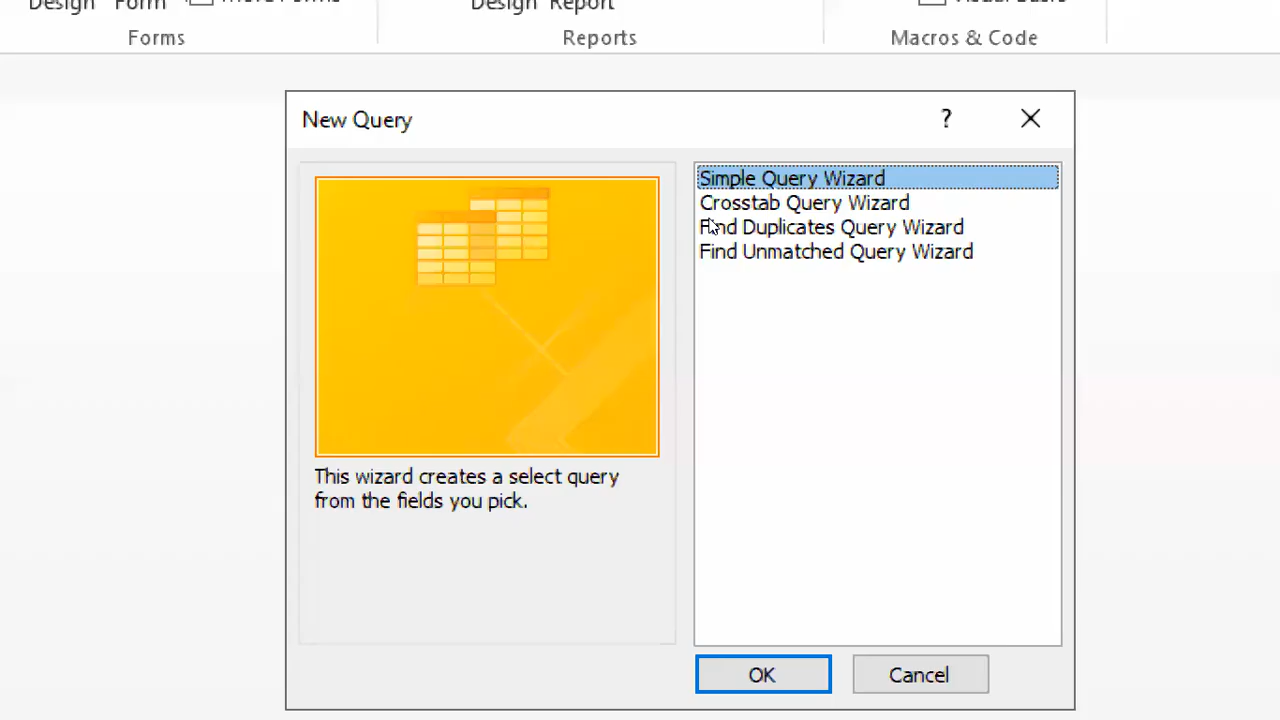 Design Form
Design Report
Forms
Reports
Macros & Code
New Query
?
Simple Query Wizard
Crosstab Query Wizard
Find Duplicates Query Wizard
Find Unmatched Query Wizard
This wizard creates a select query
from the fields you pick.
OK
Cancel